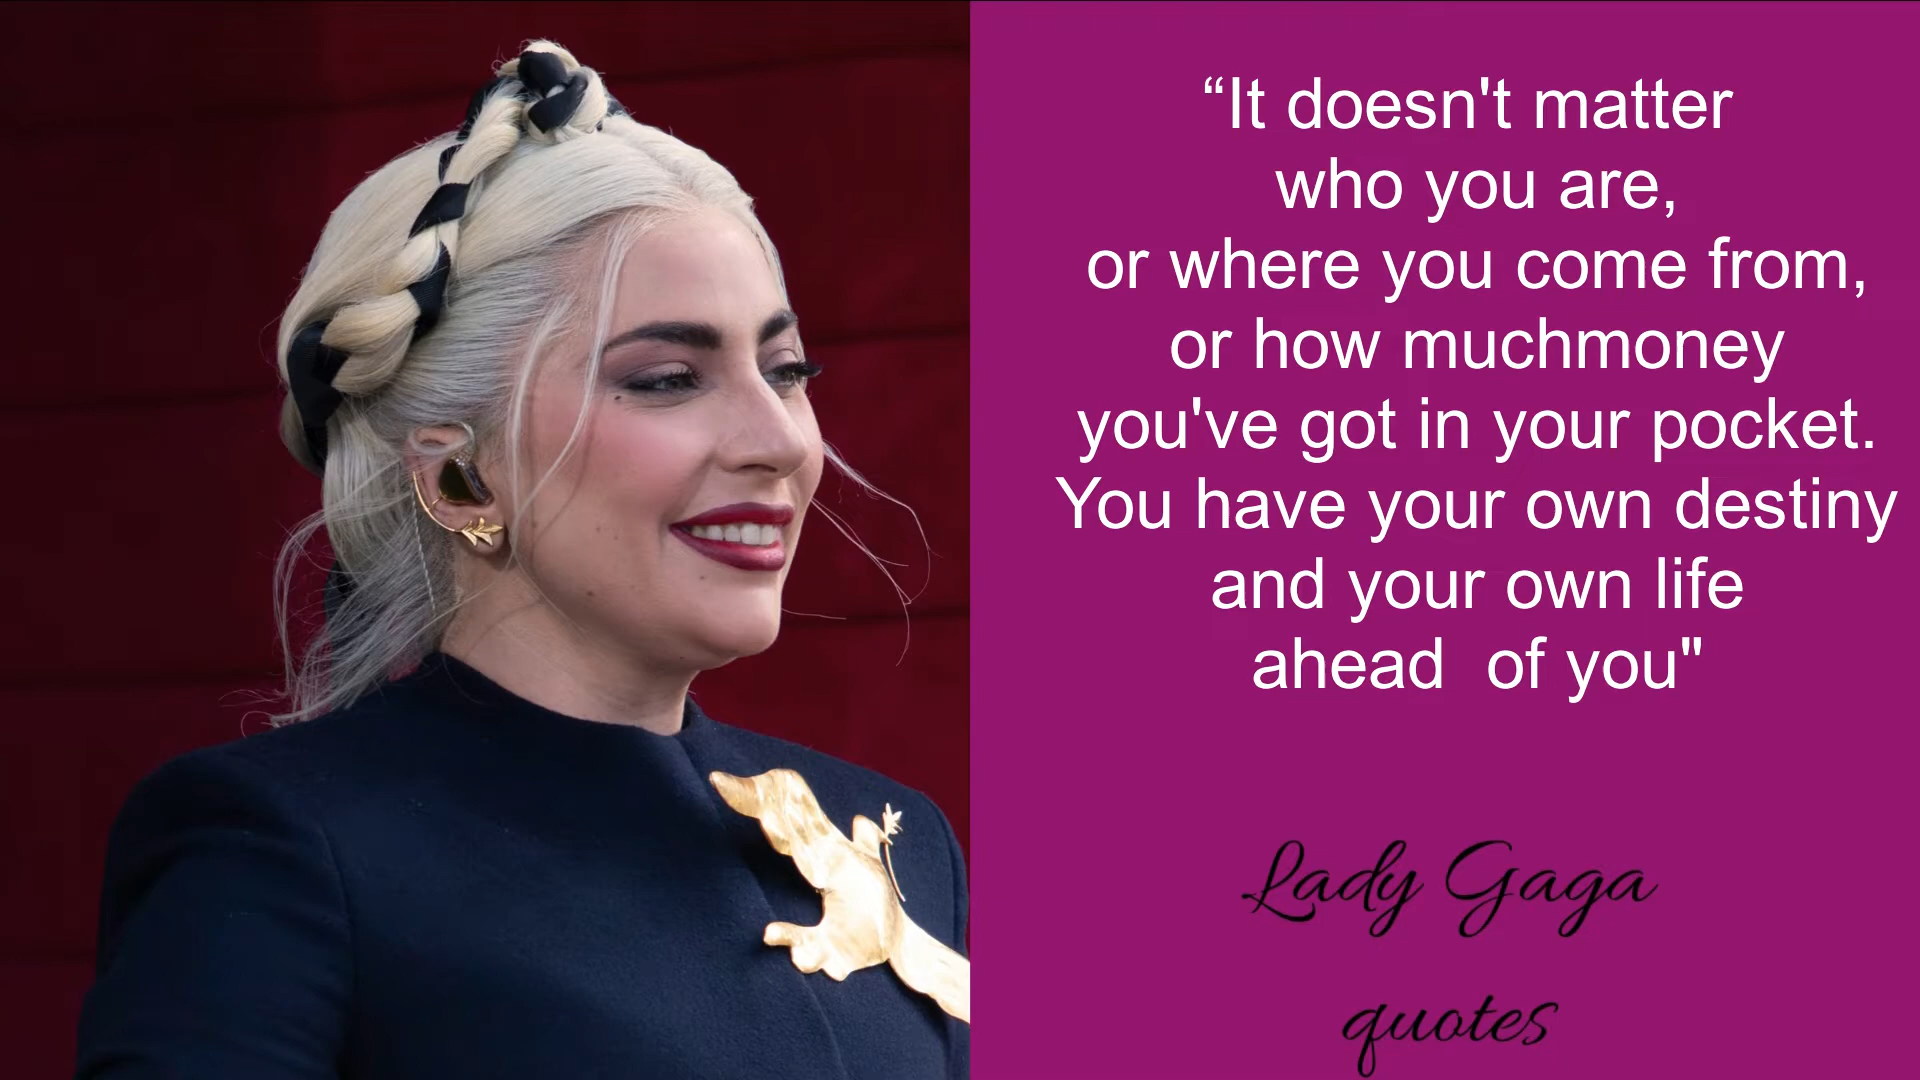 “It doesn't matter
who you are,
or where you come from,
or how muchmoney
you've got in your pocket.
You have your own destiny
and your own life
ahead  of you"
Lady Gaga
quotes